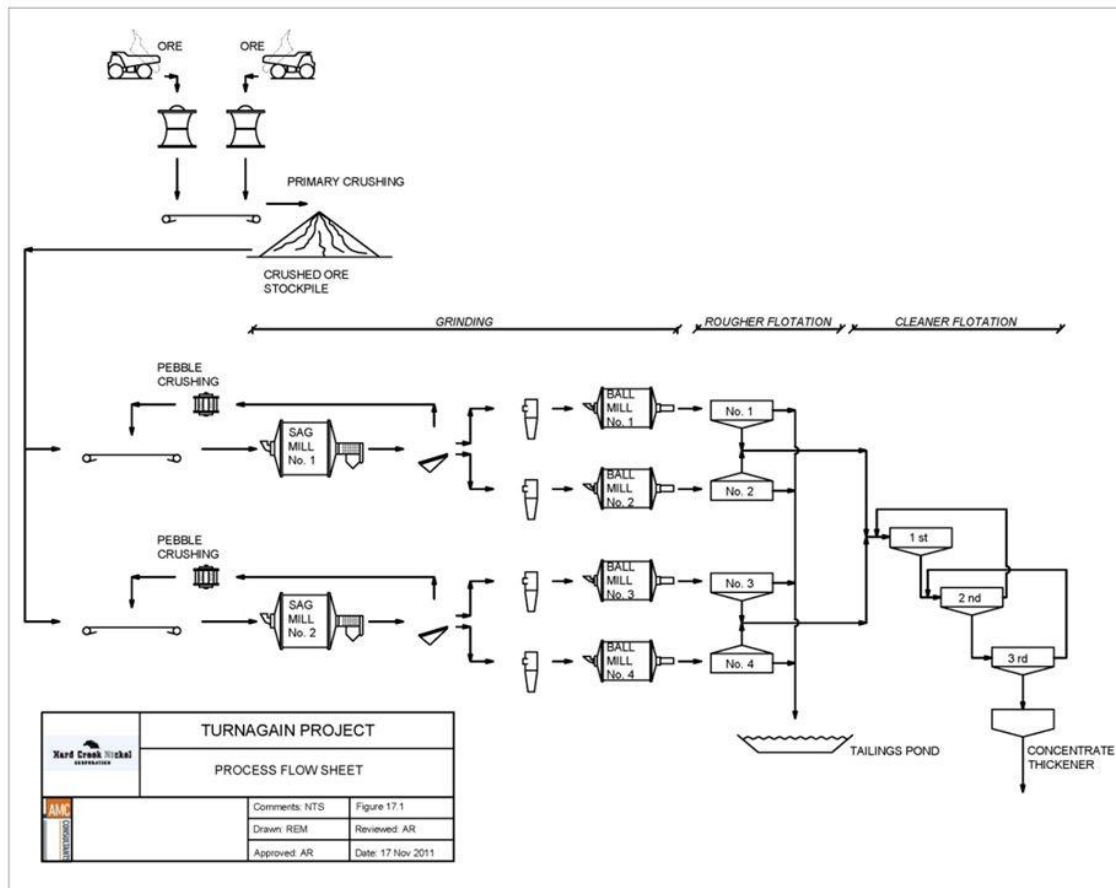 ORE
ORE
PRIMARY CRUSHING
CRUSHED ORE
STOCKPILE
GRINDING
ROUGHER FLOTATION
CLEANER FLOTATION
PEBBLE
CRUSHING
SAG
MILL
No. 1
BALL
MILL
No. 1
No. 1
BALL
MILL
No. 2
No. 2
1 st
PEBBLE
CRUSHING
SAG
MILL
No. 2
BALL
MILL
No. 3
No. 3
2 nd
BALL
MILL
No. 4
No. 4
3 rd
TAILINGS POND
CONCENTRATE
THICKENER
Hard Creek Nickel
CORPORATION
TURNAGAIN PROJECT
PROCESS FLOW SHEET
AMC
CONSULTANTS
Comments: NTS
Figure 17.1
Drawn: REM
Reviewed: AR
Approved: AR
Date: 17 Nov 2011